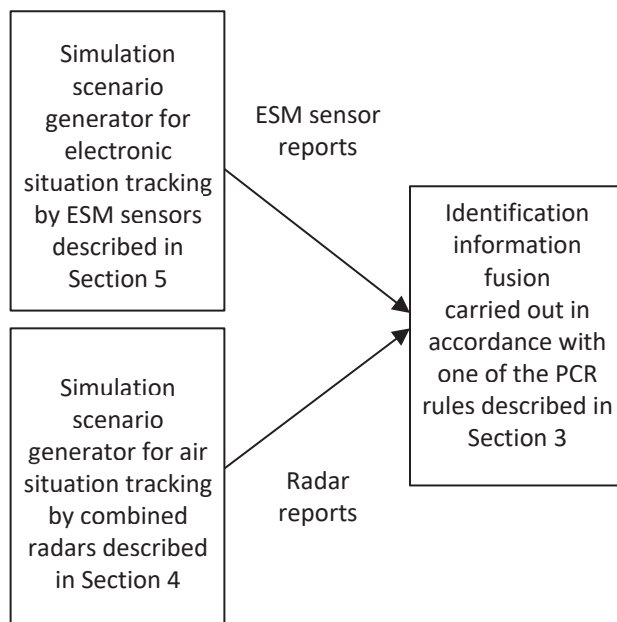 Simulation
scenario
generator for
electronic
situation tracking
by ESM sensors
described in
Section 5
ESM sensor
reports
Identification
information
fusion
carried out in
accordance with
one of the PCR
rules described in
Section 3
Simulation
scenario
generator for air
situation tracking
by combined
radars described
in Section 4
Radar
reports